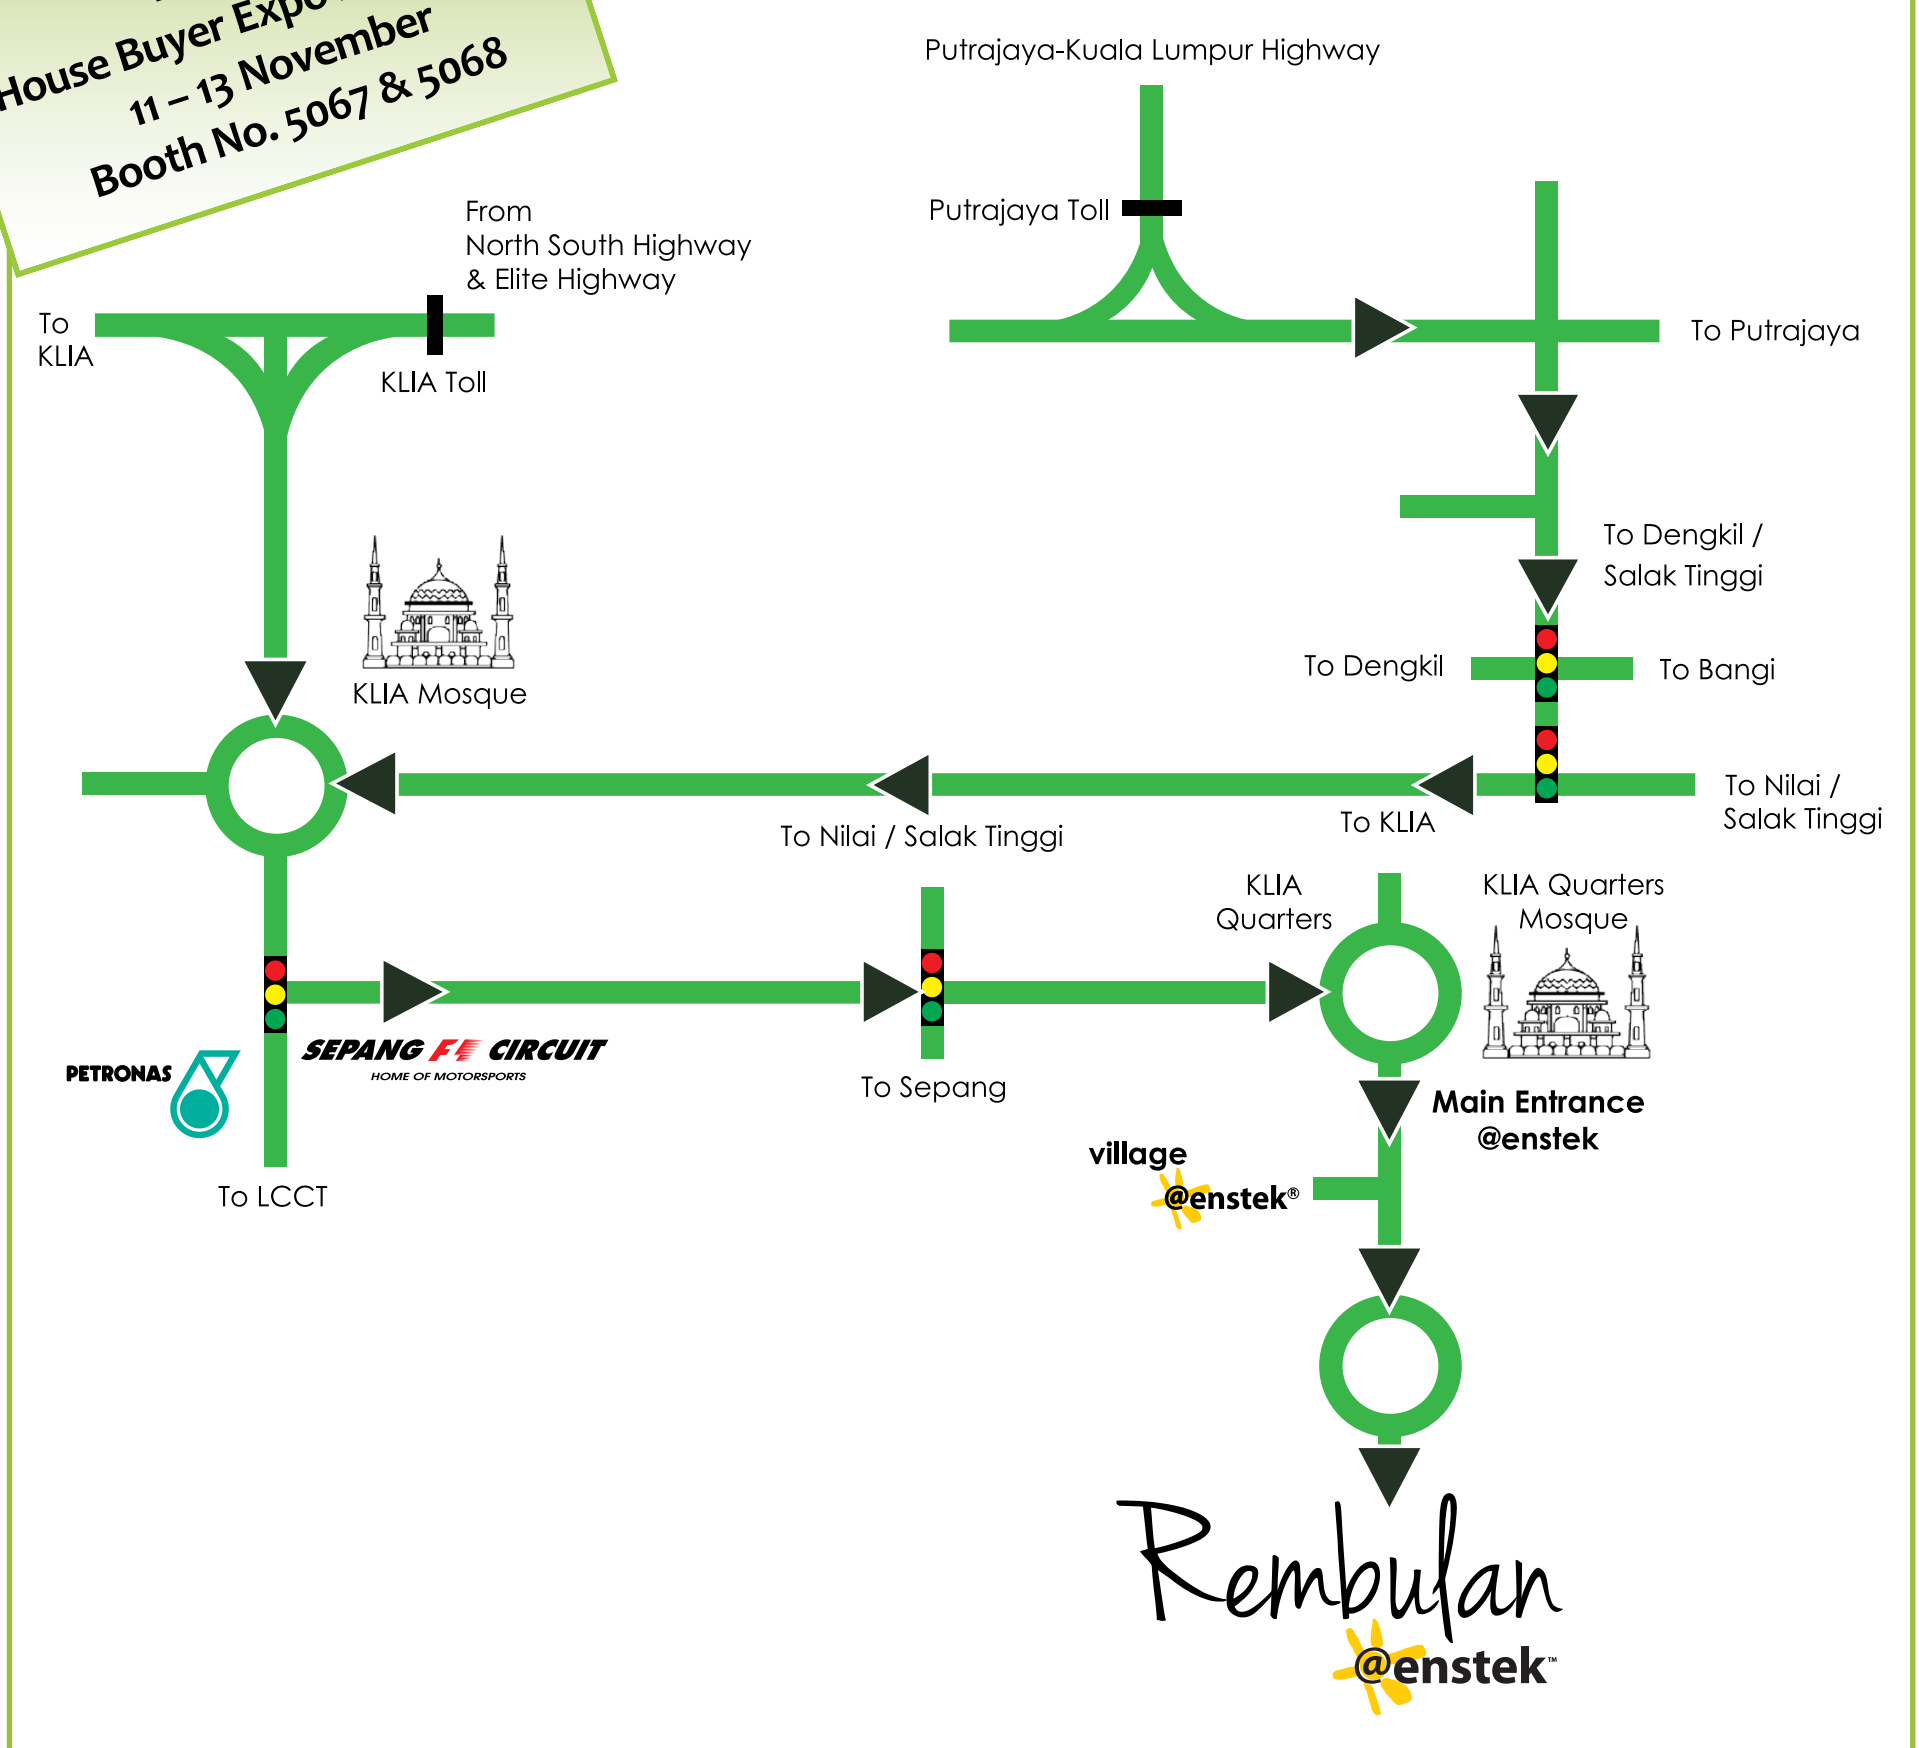 House Buyer Expo
11 – 13 November
Booth No. 5067 & 5068
Putrajaya-Kuala Lumpur Highway
Putrajaya Toll
From
North South Highway
& Elite Highway
To
KLIA
KLIA Toll
To Putrajaya
To Dengkil /
Salak Tinggi
To Dengkil
To Bangi
KLIA Mosque
To Nilai /
Salak Tinggi
To KLIA
To Nilai / Salak Tinggi
KLIA
Quarters
KLIA Quarters
Mosque
PETRONAS
SEPANG F1 CIRCUIT
HOME OF MOTORSPORTS
To Sepang
Main Entrance
@enstek
village
@enstek®
To LCCT
Rembulan
@enstek™